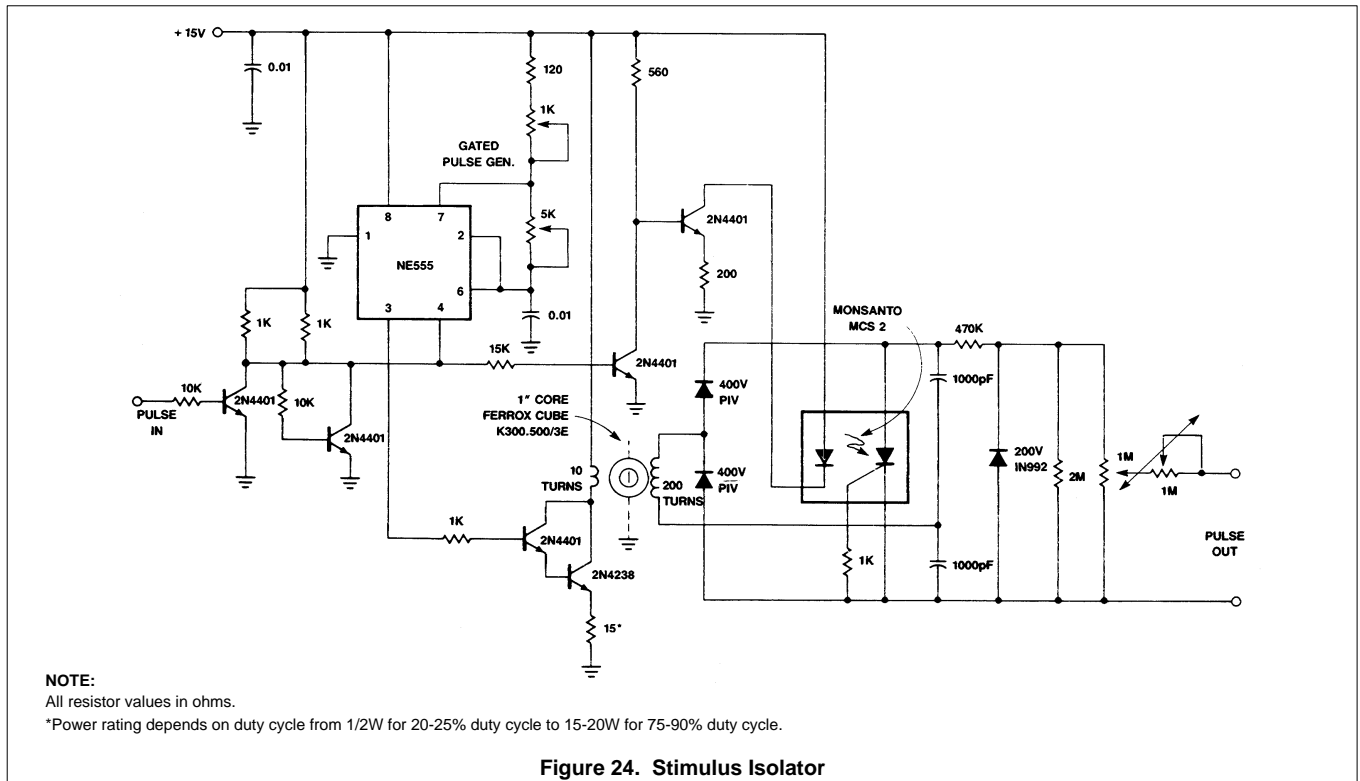 + 15V
0.01
120
560
1K
GATED
PULSE GEN.
8
7
5K
2N4401
1
2
NE555
200
6
MONSANTO
MCS 2
3
4
0.01
1K
1K
470K
15K
2N4401
1000pF
400V
PIV
10K
2N4401
10K
1" CORE
FERROX CUBE
K300.500/3E
PULSE
IN
2N4401
200V
IN992
1M
10
TURNS
400V
PIV
200
TURNS
2M
1M
1K
2N4401
1K
1000pF
PULSE
OUT
2N4238
15*
NOTE:
All resistor values in ohms.
*Power rating depends on duty cycle from 1/2W for 20-25% duty cycle to 15-20W for 75-90% duty cycle.
Figure 24. Stimulus Isolator